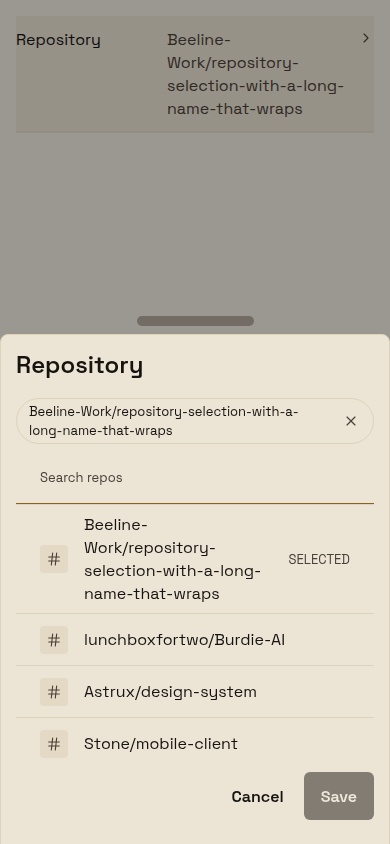 Repository
Beeline-
Work/repository-
selection-with-a-long-
name-that-wraps
Repository
Beeline-Work/repository-selection-with-a-
long-name-that-wraps
Search repos
Beeline-
Work/repository-
selection-with-a-long-
name-that-wraps
SELECTED
lunchboxfortwo/Burdie-AI
Astrux/design-system
Stone/mobile-client
Cancel
Save